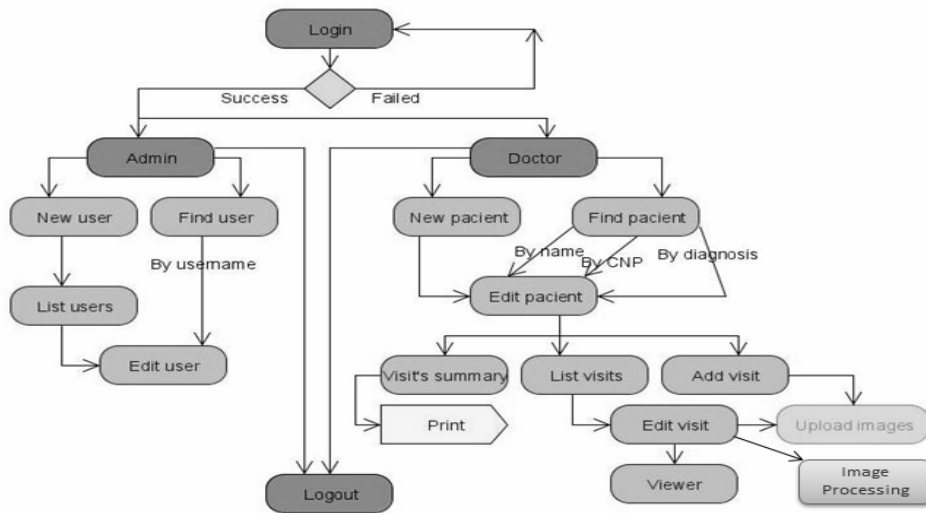 Login
Success
Failed
Admin
Doctor
New user
Find user
New pacient
Find pacient
By username
By name
By CNP
By diagnosis
List users
Edit pacient
Edit user
Visit's summary
List visits
Add visit
Print
Edit visit
Upload images
Logout
Viewer
Image
Processing